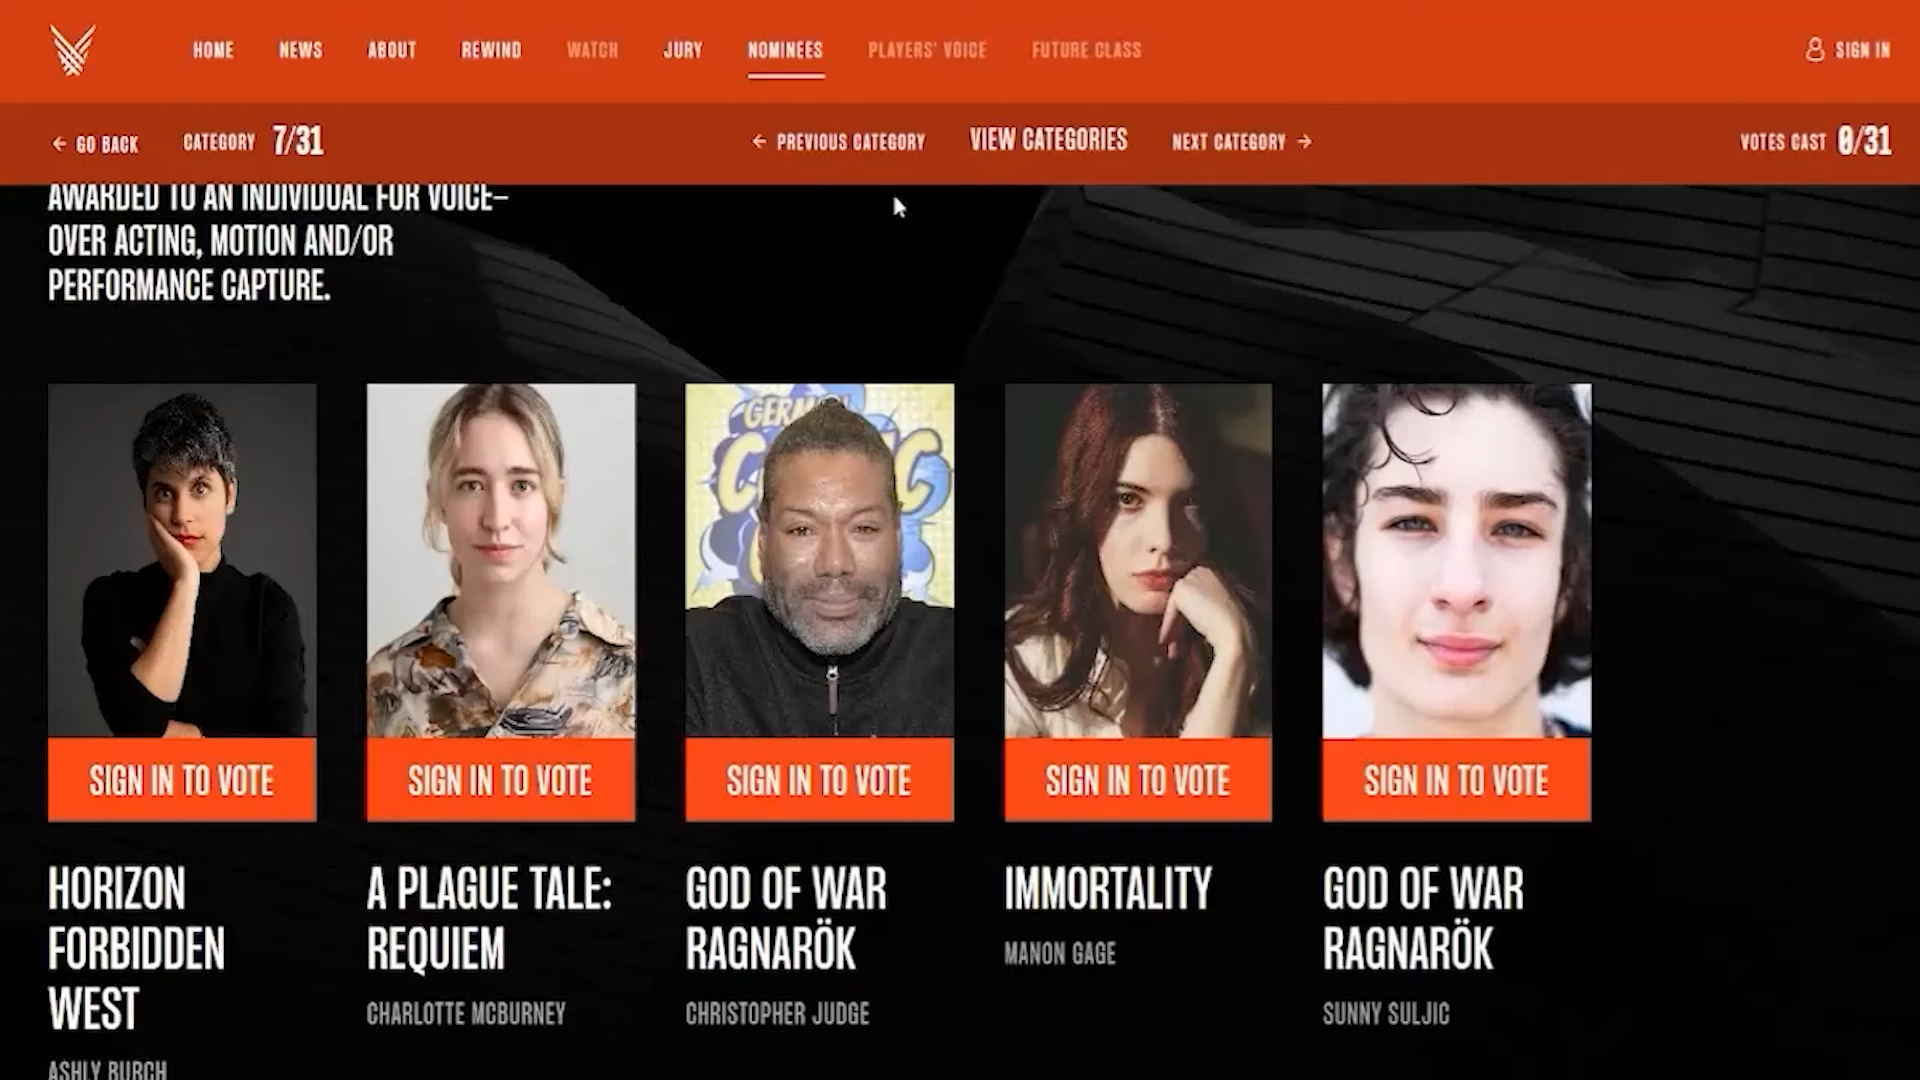 HOME NEWS ABOUT REWIND WATCH JURY NOMINEES PLAYERS' VOICE FUTURE CLASS SIGN IN
← GO BACK CATEGORY 7/31 ← PREVIOUS CATEGORY VIEW CATEGORIES NEXT CATEGORY → VOTES CAST 0/31
AWARDED TO AN INDIVIDUAL FOR VOICE-
OVER ACTING, MOTION AND/OR
PERFORMANCE CAPTURE.
GERMAN
COMIC
SIGN IN TO VOTE SIGN IN TO VOTE SIGN IN TO VOTE SIGN IN TO VOTE SIGN IN TO VOTE
HORIZON
FORBIDDEN
WEST
ASHLY BURCH
A PLAGUE TALE:
REQUIEM
CHARLOTTE MCBURNEY
GOD OF WAR
RAGNARÖK
CHRISTOPHER JUDGE
IMMORTALITY
MANON GAGE
GOD OF WAR
RAGNARÖK
SUNNY SULJIC